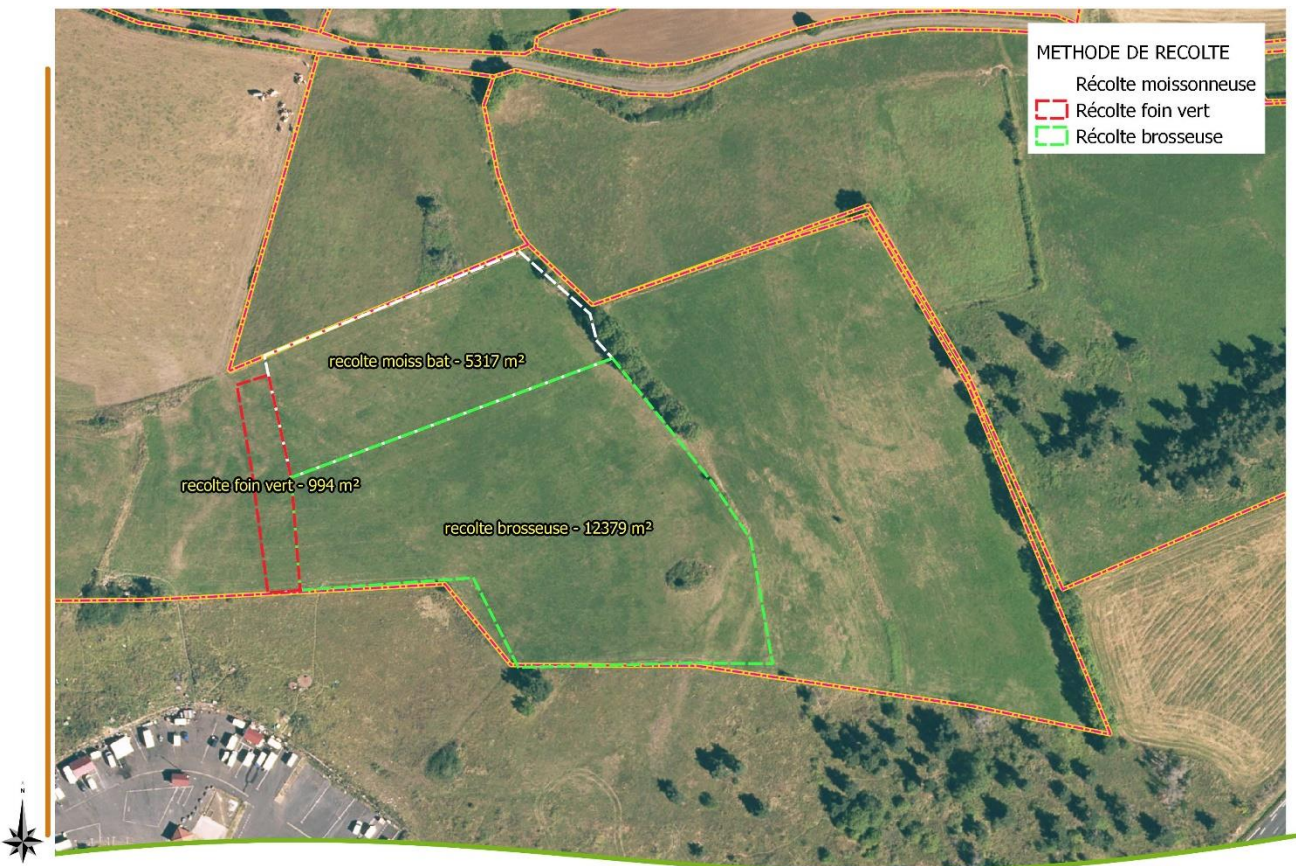 METHODE DE RECOLTE
Récolte moissonneuse
Récolte foin vert
Récolte brosseuse
recolte moiss bat - 5317 m²
recolte foin vert - 994 m²
recolte brosseuse - 12379 m²
N